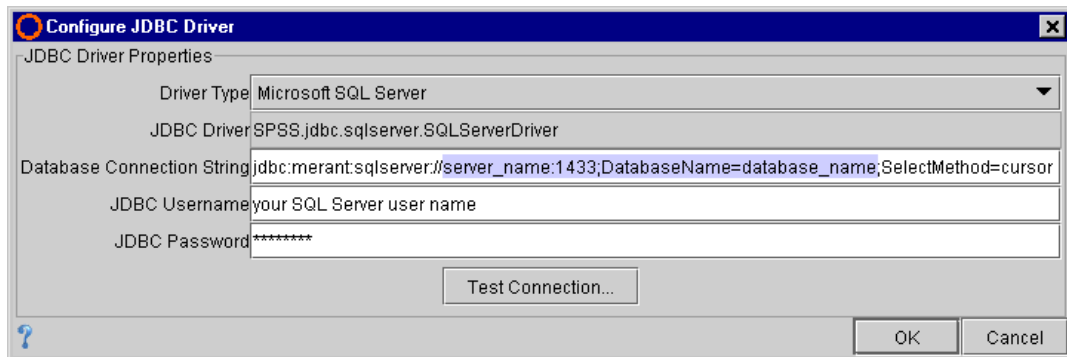 Configure JDBC Driver
JDBC Driver Properties
Driver Type Microsoft SQL Server
JDBC Driver SPSS.jdbc.sqlserver.SQLServerDriver
Database Connection String jdbc:merant:sqlserver://server_name:1433;DatabaseName=database_name;SelectMethod=cursor
JDBC Username your SQL Server user name
JDBC Password ********
Test Connection...
? OK Cancel